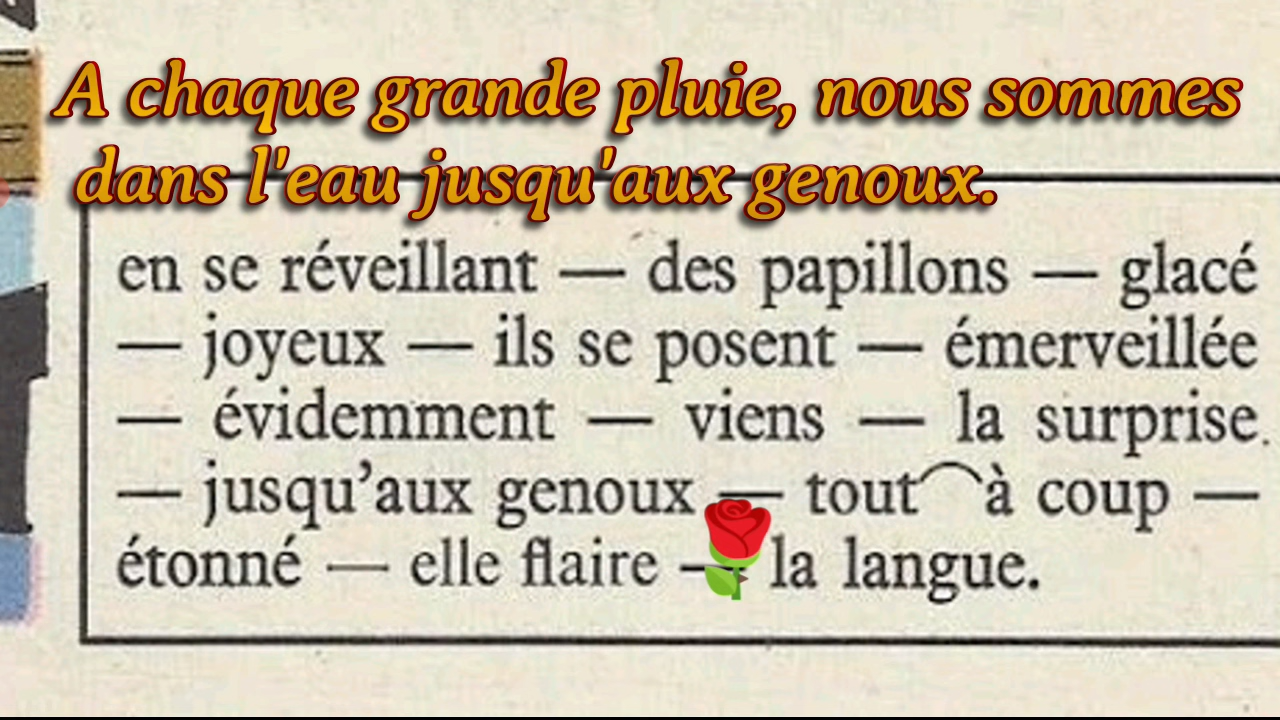 A chaque grande pluie, nous sommes
dans l'eau jusqu'aux genoux.
en se réveillant — des papillons — glacé
— joyeux — ils se posent — émerveillée
— évidemment — viens — la surprise
— jusqu’aux genoux — tout‿à coup —
étonné — elle flaire — la langue.